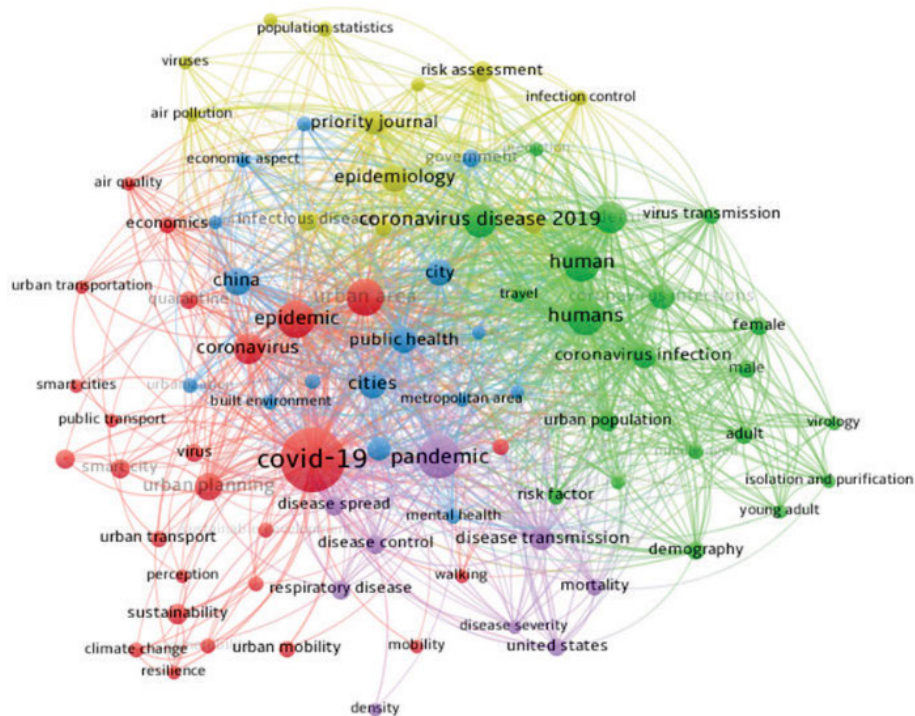 population statistics
viruses
risk assessment
infection control
air pollution
priority journal
economic aspect
government
epidemiology
air quality
economics
infectious disease
coronavirus disease 2019
virus transmission
human
china
city
urban transportation
quarantine
urban area
travel
coronavirus infections
epidemic
humans
female
public health
coronavirus
coronavirus infection
male
smart cities
urbanization
cities
built environment
metropolitan area
public transport
urban population
virology
adult
virus
covid-19
pandemic
smart city
urban planning
isolation and purification
risk factor
disease spread
young adult
mental health
urban transport
disease control
disease transmission
demography
perception
respiratory disease
walking
mortality
sustainability
disease severity
climate change
urban mobility
mobility
united states
resilience
density